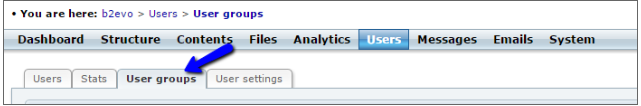 • You are here: b2evo > Users > User groups
Dashboard Structure Contents Files Analytics Users Messages Emails System
Users Stats User groups User settings